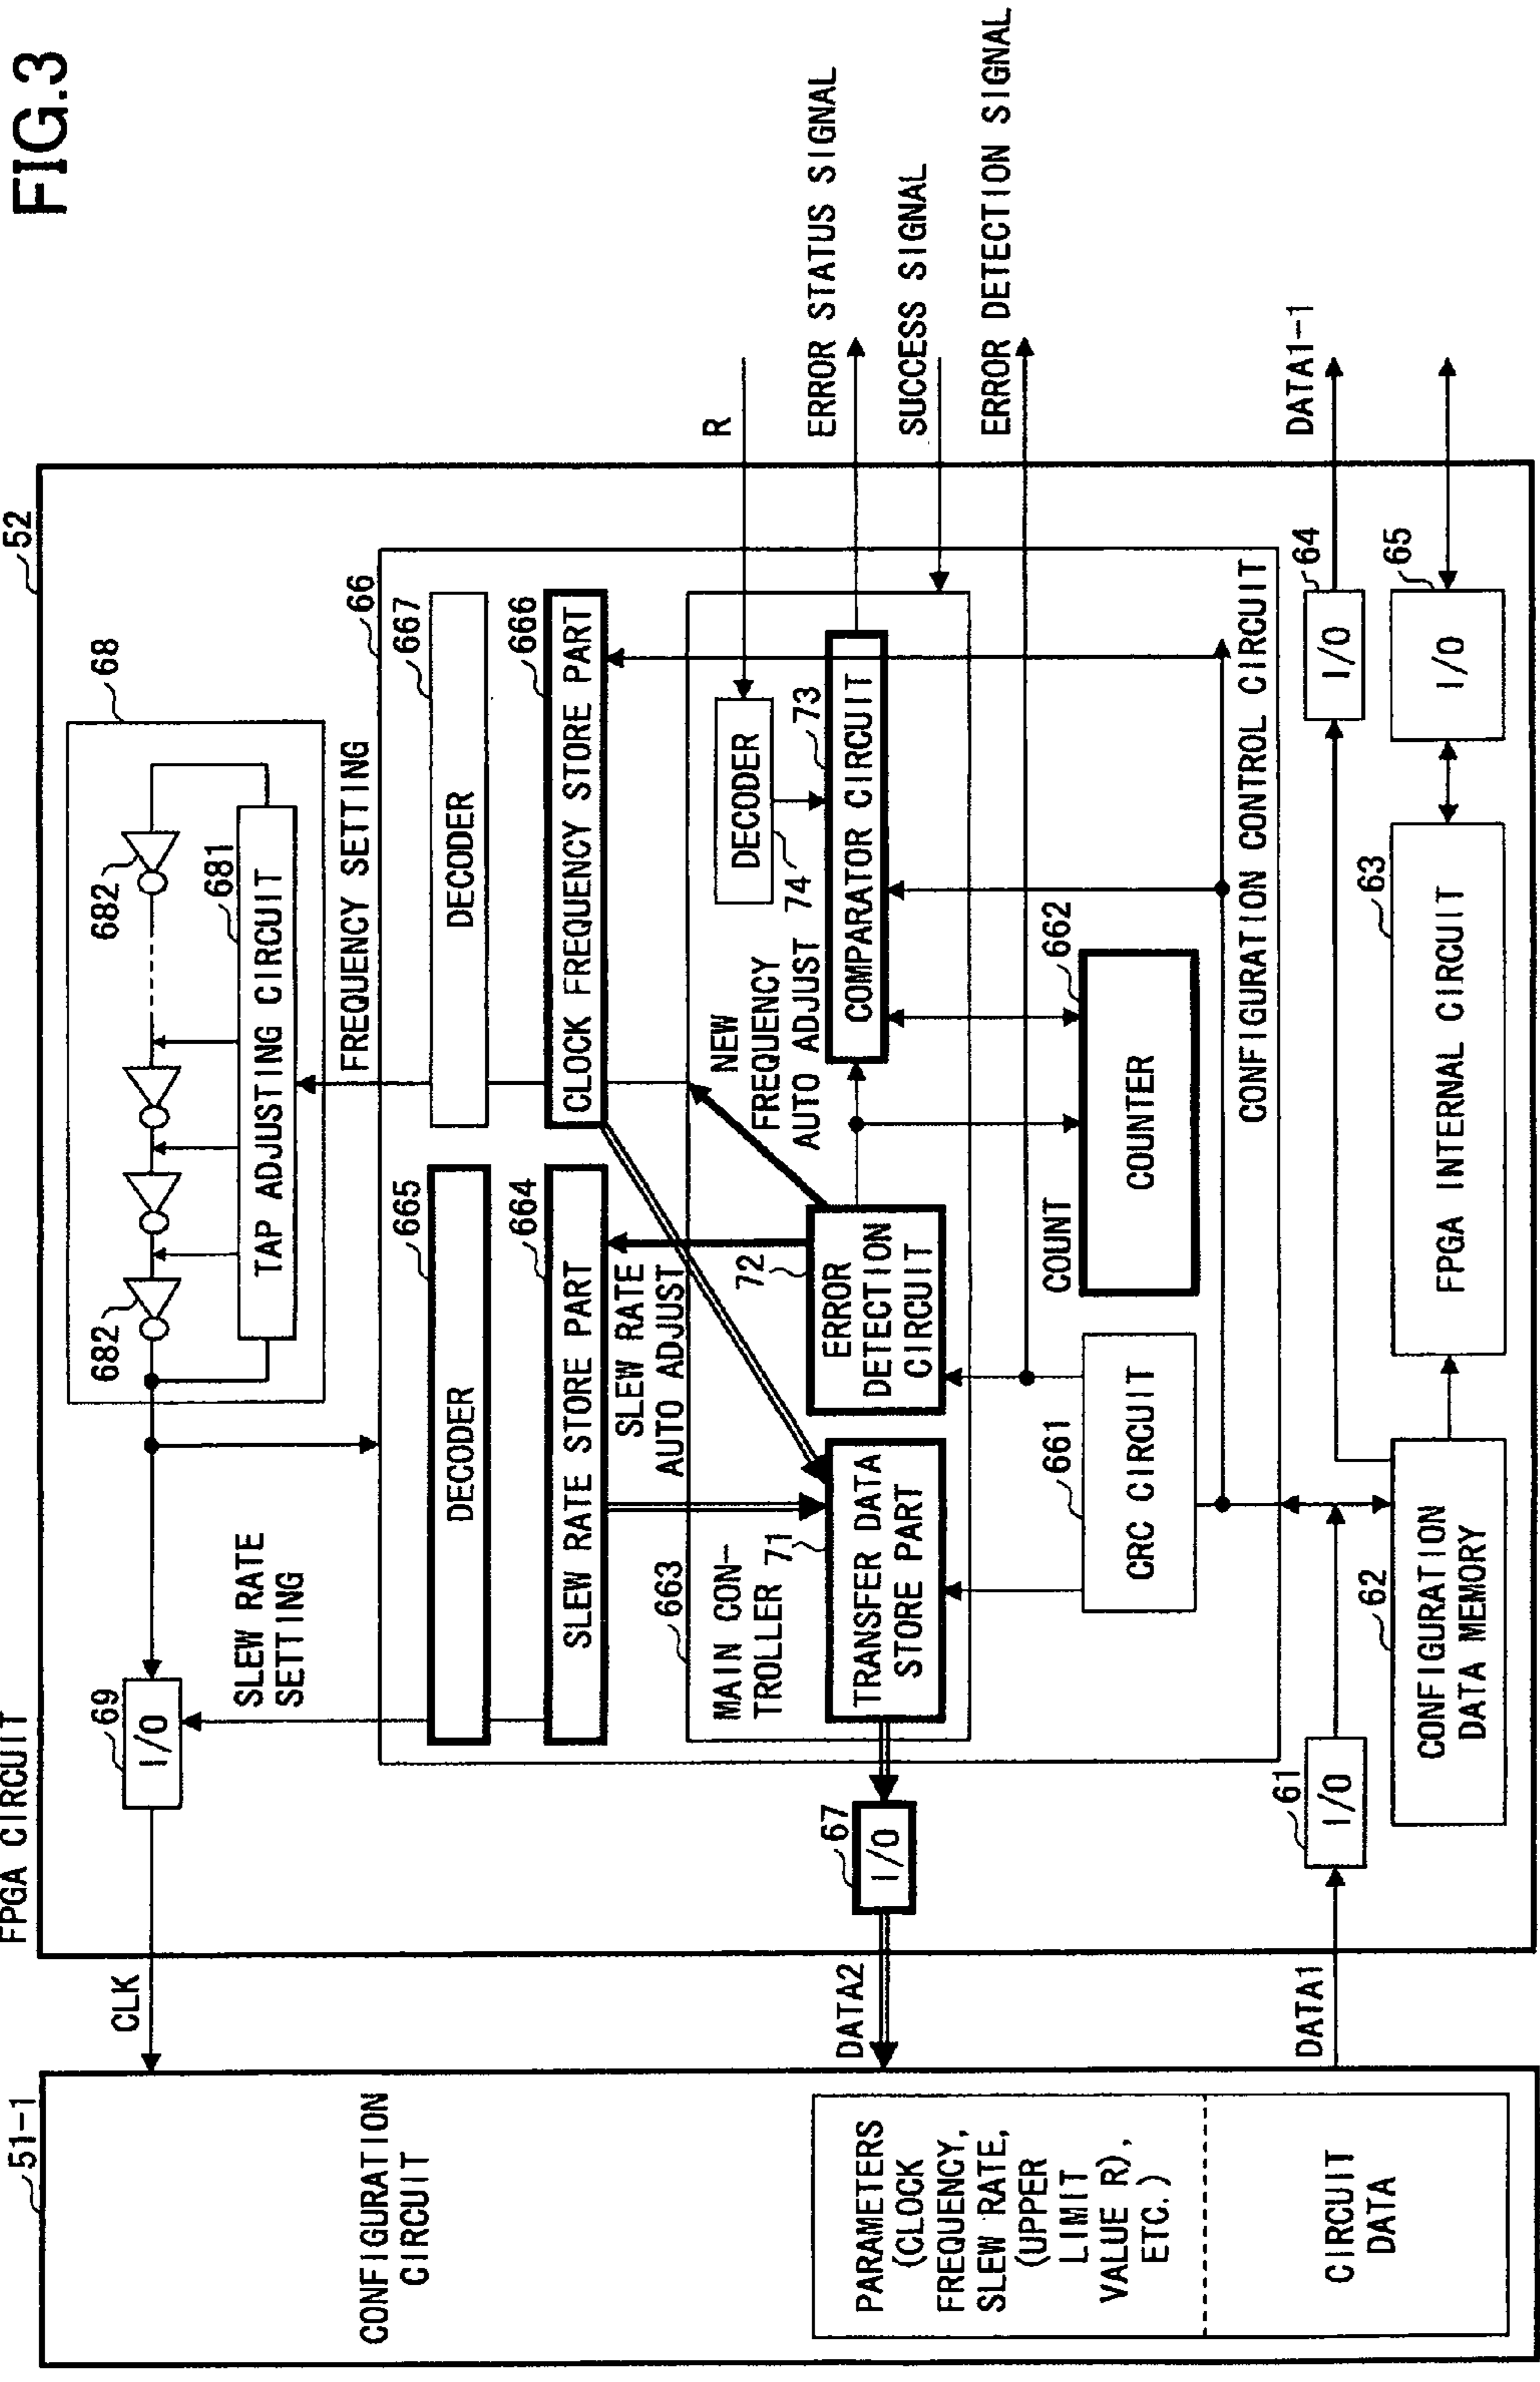 FIG.3
51-1
CONFIGURATION
CIRCUIT
PARAMETERS
(CLOCK
FREQUENCY,
SLEW RATE,
(UPPER
LIMIT
VALUE R),
ETC.)
CIRCUIT
DATA
CLK
DATA2
DATA1
FPGA CIRCUIT
52
69
I/O
SLEW RATE
SETTING
68
682
682
681
TAP ADJUSTING CIRCUIT
FREQUENCY SETTING
66
665
DECODER
667
DECODER
664
SLEW RATE STORE PART
666
CLOCK FREQUENCY STORE PART
SLEW RATE
AUTO ADJUST
NEW
FREQUENCY
AUTO ADJUST
663
MAIN CON-
TROLLER
71
TRANSFER DATA
STORE PART
72
ERROR
DETECTION
CIRCUIT
73
COMPARATOR CIRCUIT
74
DECODER
67
I/O
661
CRC CIRCUIT
COUNT
662
COUNTER
CONFIGURATION CONTROL CIRCUIT
61
I/O
62
CONFIGURATION
DATA MEMORY
63
FPGA INTERNAL CIRCUIT
64
I/O
65
I/O
R
ERROR STATUS SIGNAL
SUCCESS SIGNAL
ERROR DETECTION SIGNAL
DATA1-1